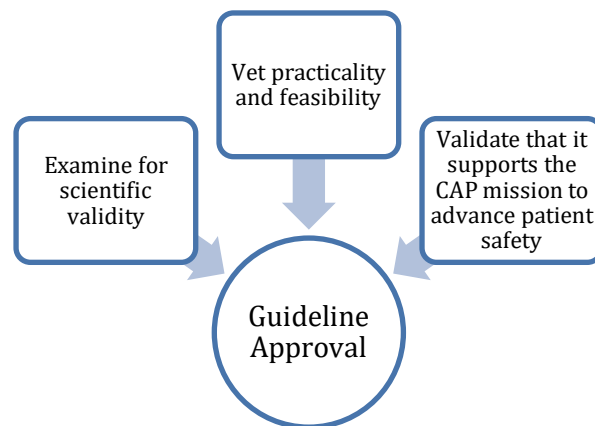 Vet practicality
and feasibility
Examine for
scientific
validity
Validate that it
supports the
CAP mission to
advance patient
safety
Guideline
Approval